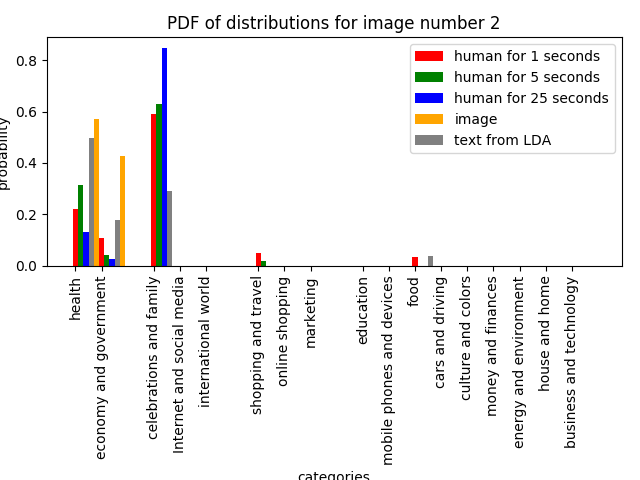 PDF of distributions for image number 2
probability
0.8
0.6
0.4
0.2
0.0
human for 1 seconds
human for 5 seconds
human for 25 seconds
image
text from LDA
health
economy and government
celebrations and family
Internet and social media
international world
shopping and travel
online shopping
marketing
education
mobile phones and devices
food
cars and driving
culture and colors
money and finances
energy and environment
house and home
business and technology
categories